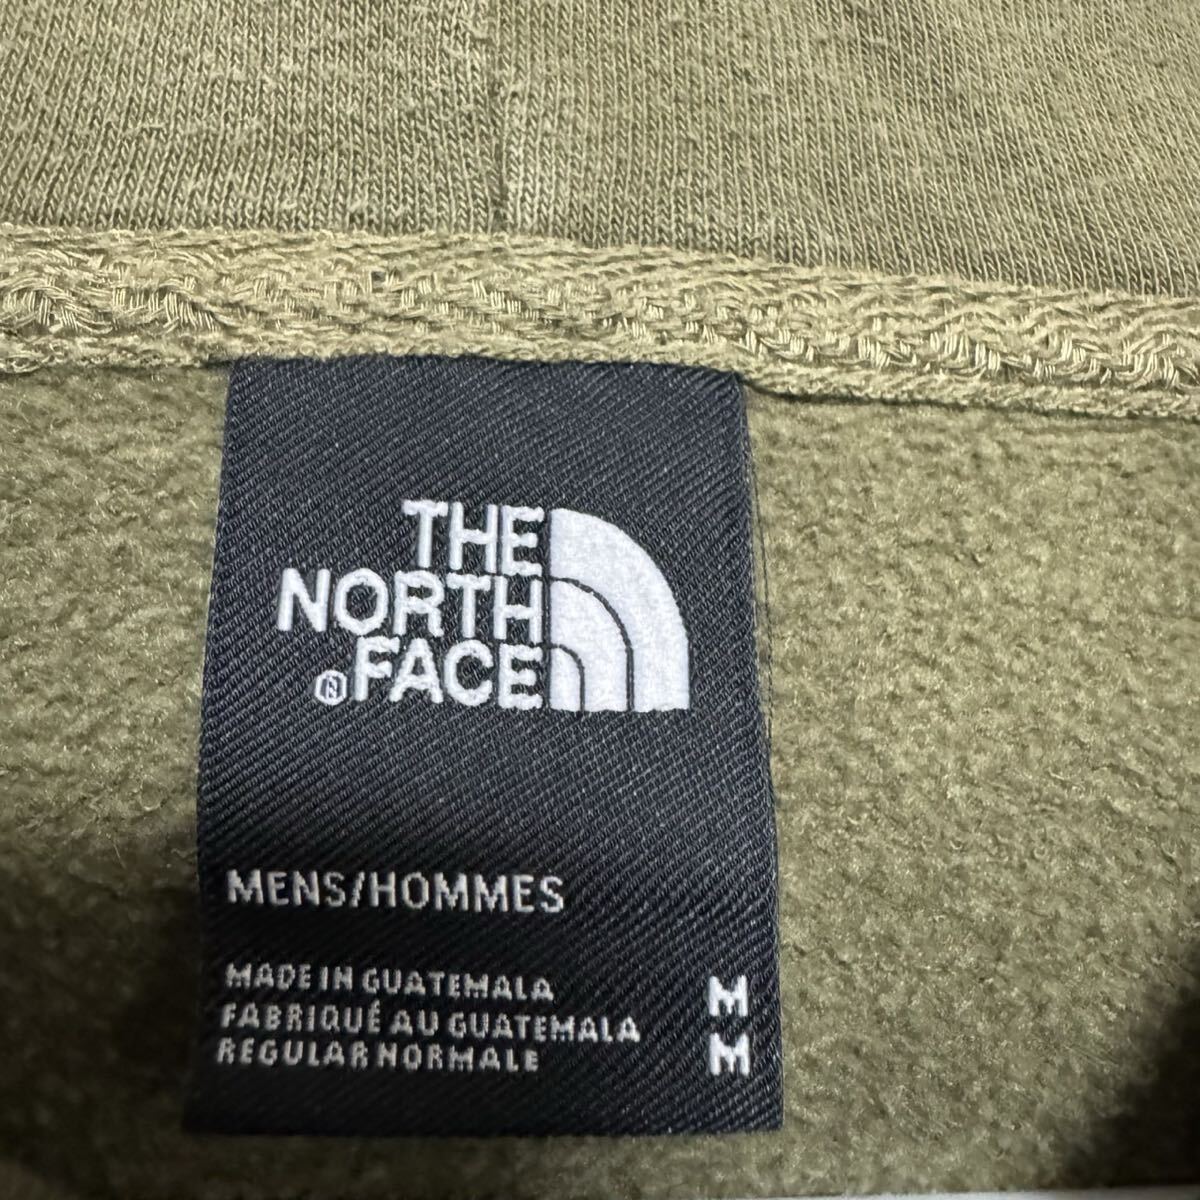 THE
NORTH
®FACE
MENS/HOMMES
MADE IN GUATEMALA
FABRIQUÉ AU GUATEMALA
REGULAR NORMALE
M
M